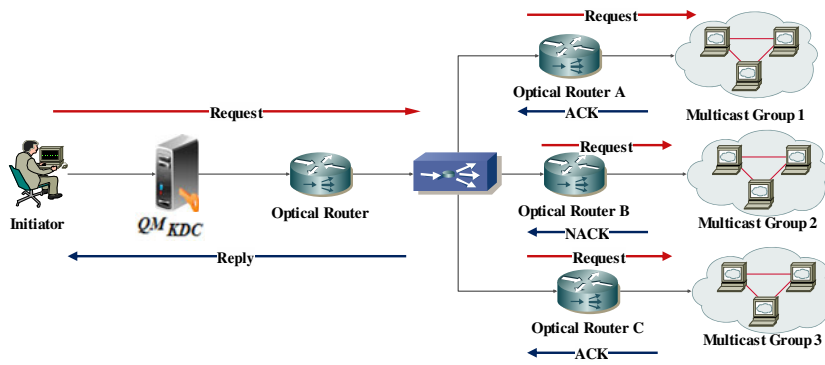 Request
Optical Router A
ACK
Multicast Group 1
Request
Request
Initiator
QM KDC
Optical Router
Optical Router B
NACK
Multicast Group 2
Reply
Request
Optical Router C
ACK
Multicast Group 3